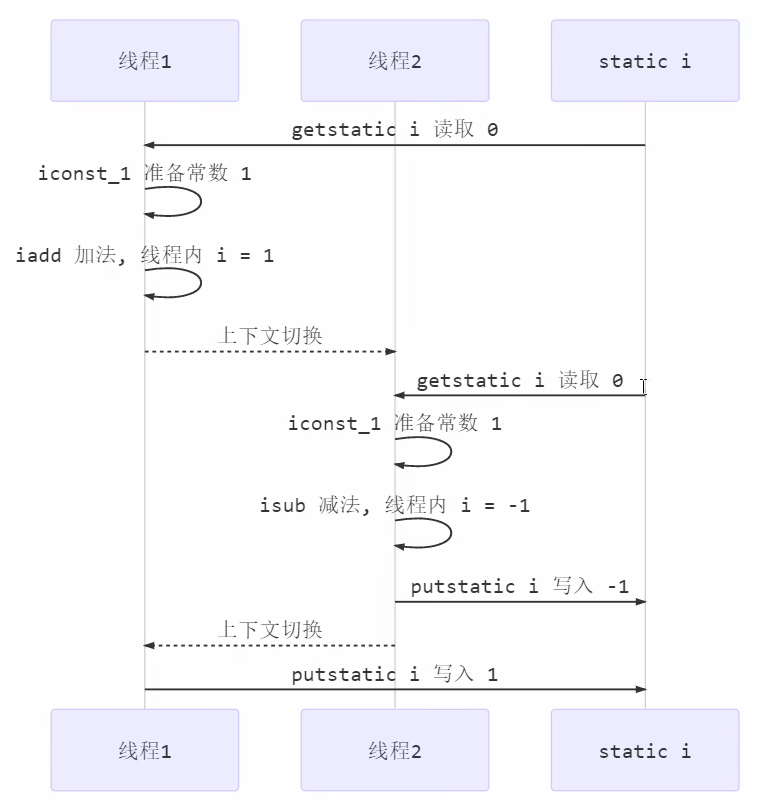 线程1
线程2
static i
getstatic i 读取 0
iconst_1 准备常数 1
iadd 加法, 线程内 i = 1
上下文切换
getstatic i 读取 0
iconst_1 准备常数 1
isub 减法, 线程内 i = -1
putstatic i 写入 -1
上下文切换
putstatic i 写入 1
线程1
线程2
static i